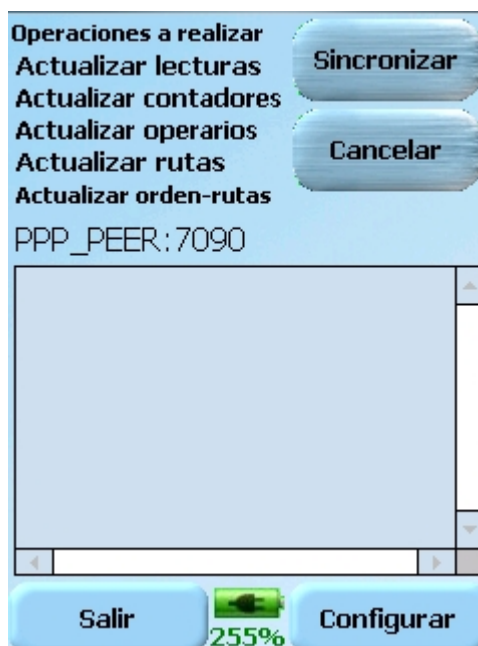 Operaciones a realizar
Actualizar lecturas
Actualizar contadores
Actualizar operarios
Actualizar rutas
Actualizar orden-rutas
Sincronizar
Cancelar
PPP_PEER:7090
Salir
255%
Configurar